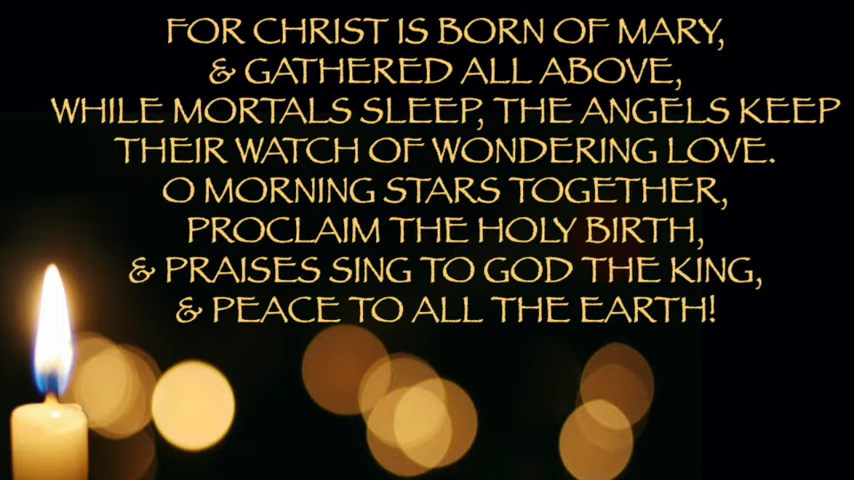 FOR CHRIST IS BORN OF MARY,
& GATHERED ALL ABOVE,
WHILE MORTALS SLEEP, THE ANGELS KEEP
THEIR WATCH OF WONDERING LOVE.
O MORNING STARS TOGETHER,
PROCLAIM THE HOLY BIRTH,
& PRAISES SING TO GOD THE KING,
& PEACE TO ALL THE EARTH!